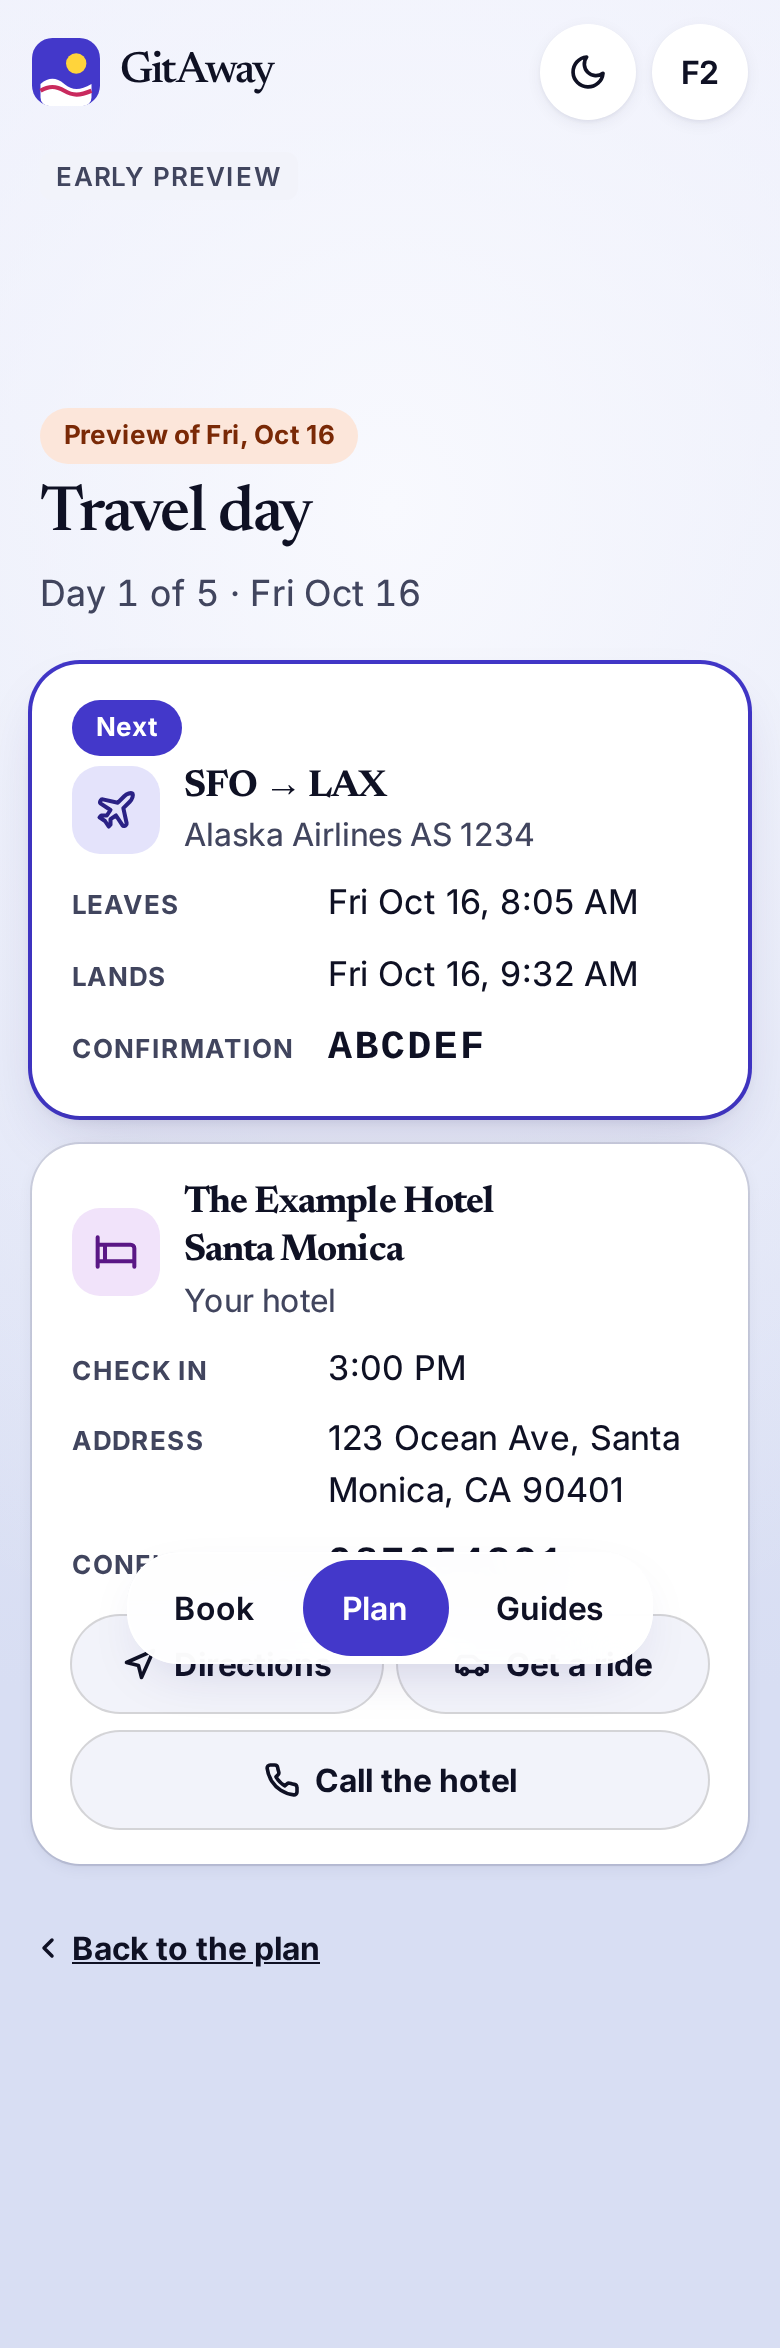 GitAway
F2
EARLY PREVIEW
Preview of Fri, Oct 16
Travel day
Day 1 of 5 · Fri Oct 16
Next
SFO → LAX
Alaska Airlines AS 1234
LEAVES
Fri Oct 16, 8:05 AM
LANDS
Fri Oct 16, 9:32 AM
CONFIRMATION
ABCDEF
The Example Hotel
Santa Monica
Your hotel
CHECK IN
3:00 PM
ADDRESS
123 Ocean Ave, Santa
Monica, CA 90401
Book
Plan
Guides
Directions
Get a ride
Call the hotel
Back to the plan